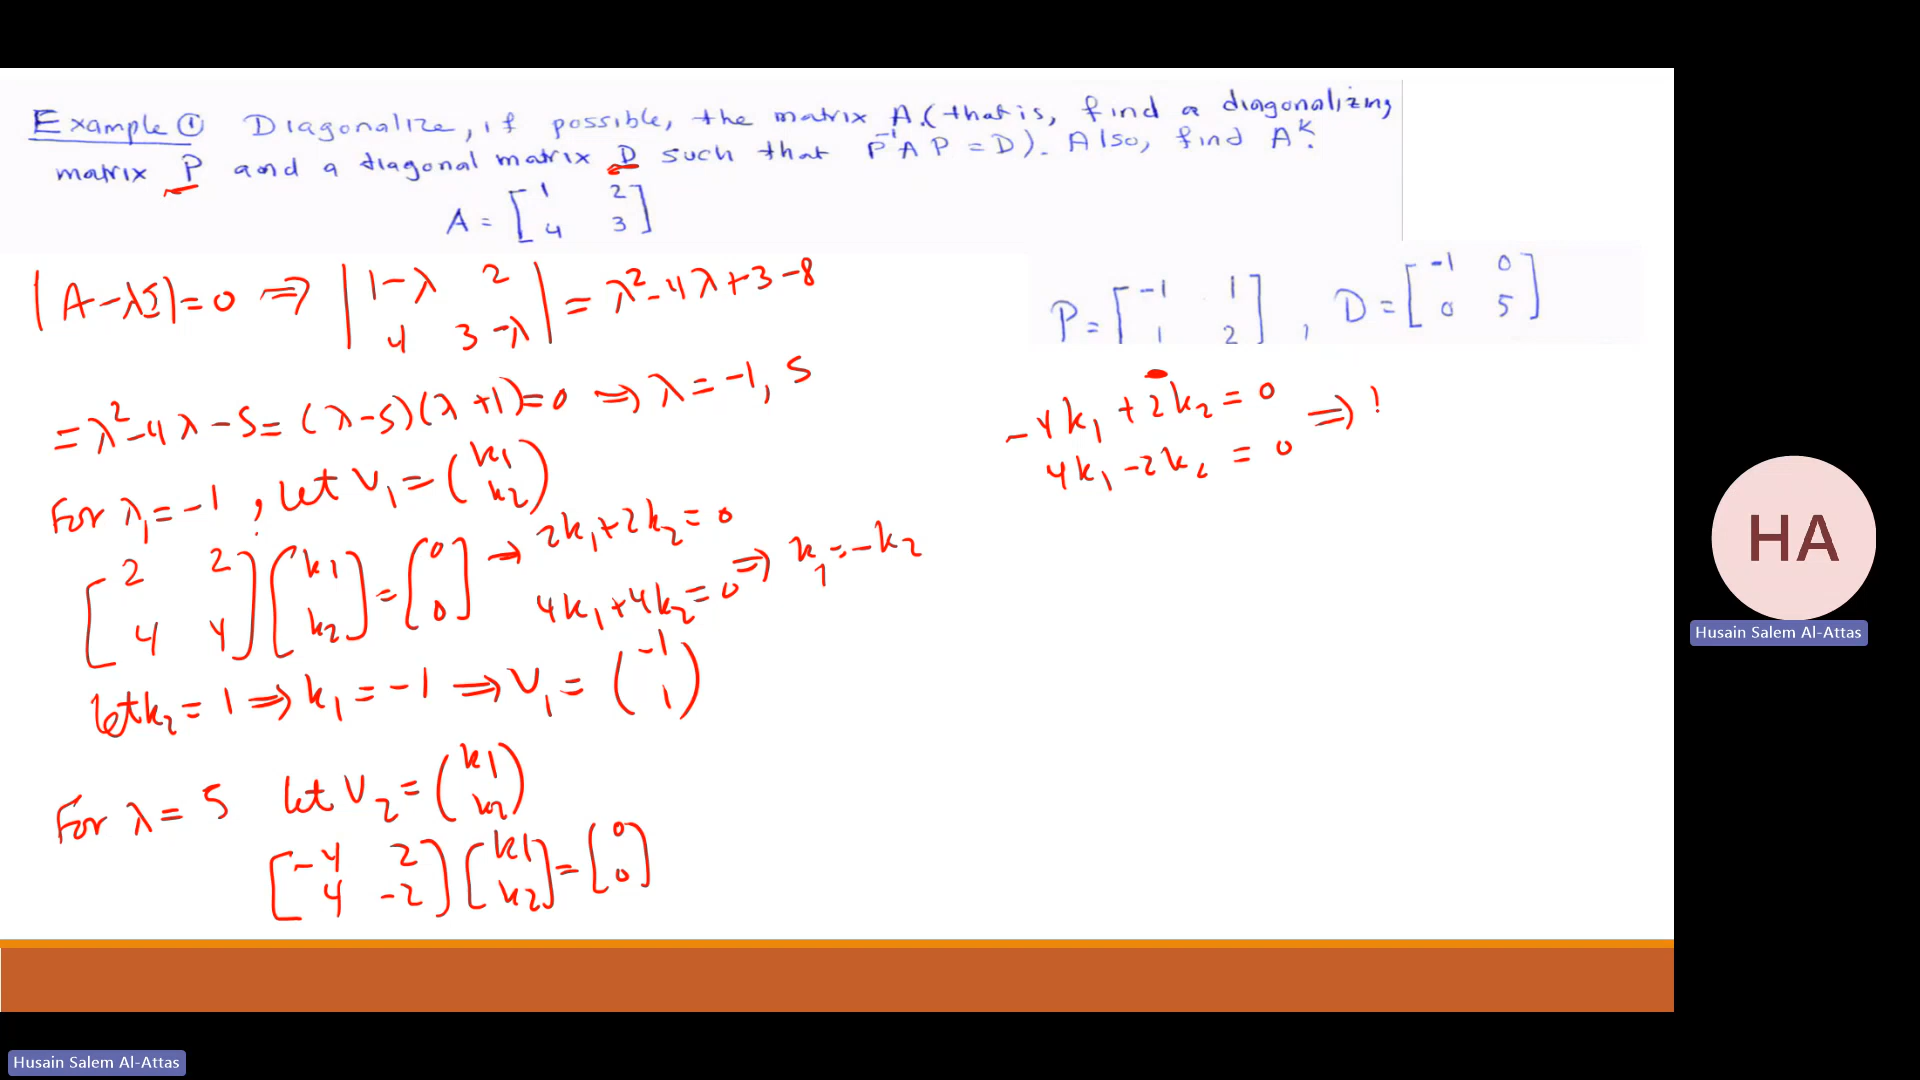 Example ① Diagonalize, if possible, the matrix A. (that is, find a diagonalizing
matrix P and a diagonal matrix D such that P⁻¹AP = D). Also, find Aᴷ.
A = [1 2
4 3]
|A-λI|=0 ⇒ |1-λ 2
4 3-λ| = λ²-4λ+3-8
= λ²-4λ-5 = (λ-5)(λ+1)=0 ⇒ λ = -1, 5
For λ₁=-1, let V₁ = (k1
k2)
[2 2
4 4] [k1
k2] = [0
0] → 2k₁+2k₂ = 0
4k₁+4k₂ = 0 ⇒ k₁ = -k₂
let k₂ = 1 ⇒ k₁ = -1 ⇒ V₁ = (-1
1)
For λ = 5 let V₂ = (k1
k2)
[-4 2
4 -2] [k1
k2] = [0
0]
P = [-1 1
1 2], D = [-1 0
0 5]
-4k₁ + 2k₂ = 0
4k₁ - 2k₂ = 0 ⇒
HA
Husain Salem Al-Attas
Husain Salem Al-Attas